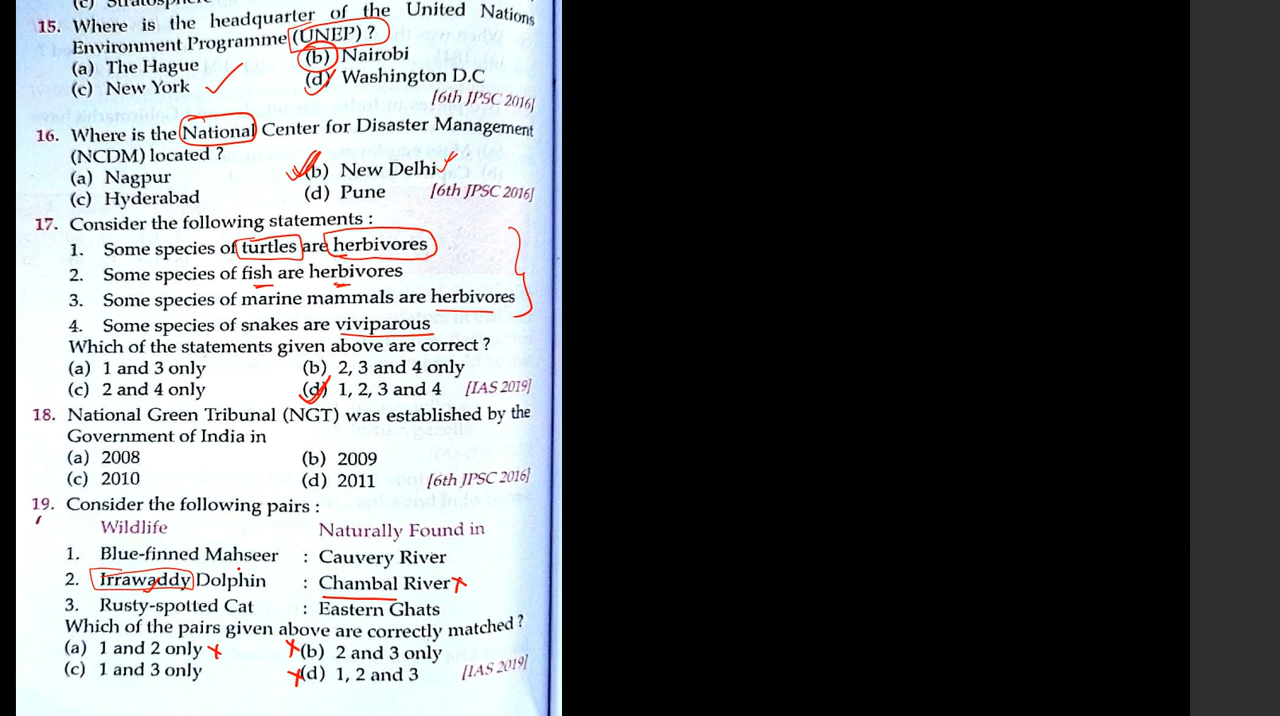 (c) Stratosphere
15. Where is the headquarter of the United Nations
Environment Programme (UNEP) ?
(a) The Hague (b) Nairobi
(c) New York (d) Washington D.C
[6th JPSC 2016]
16. Where is the National Center for Disaster Management
(NCDM) located ?
(a) Nagpur (b) New Delhi
(c) Hyderabad (d) Pune [6th JPSC 2016]
17. Consider the following statements :
1. Some species of turtles are herbivores
2. Some species of fish are herbivores
3. Some species of marine mammals are herbivores
4. Some species of snakes are viviparous
Which of the statements given above are correct ?
(a) 1 and 3 only (b) 2, 3 and 4 only
(c) 2 and 4 only (d) 1, 2, 3 and 4 [IAS 2019]
18. National Green Tribunal (NGT) was established by the
Government of India in
(a) 2008 (b) 2009
(c) 2010 (d) 2011 [6th JPSC 2016]
19. Consider the following pairs :
Wildlife Naturally Found in
1. Blue-finned Mahseer : Cauvery River
2. Irrawaddy Dolphin : Chambal River
3. Rusty-spotted Cat : Eastern Ghats
Which of the pairs given above are correctly matched ?
(a) 1 and 2 only (b) 2 and 3 only
(c) 1 and 3 only (d) 1, 2 and 3 [IAS 2019]